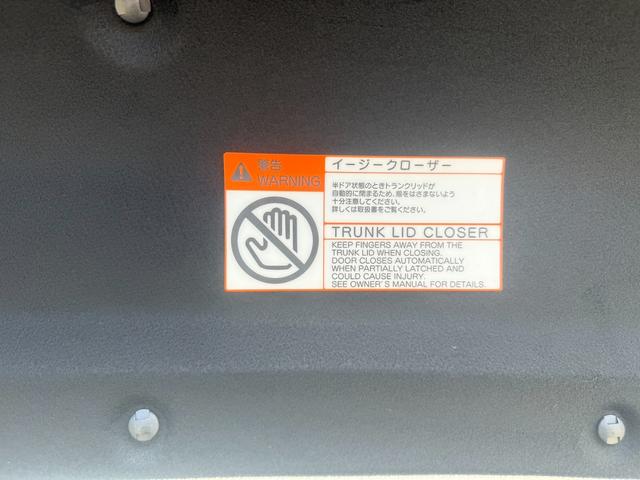 警告
WARNING
イージークローザー
半ドア状態のときトランクリッドが
自動的に閉まるため、指をはさまないよう
十分注意してください。
詳しくは取扱書をご覧ください。
TRUNK LID CLOSER
KEEP FINGERS AWAY FROM THE
TRUNK LID WHEN CLOSING.
DOOR CLOSES AUTOMATICALLY
WHEN PARTIALLY LATCHED AND
COULD CAUSE INJURY.
SEE OWNER'S MANUAL FOR DETAILS.